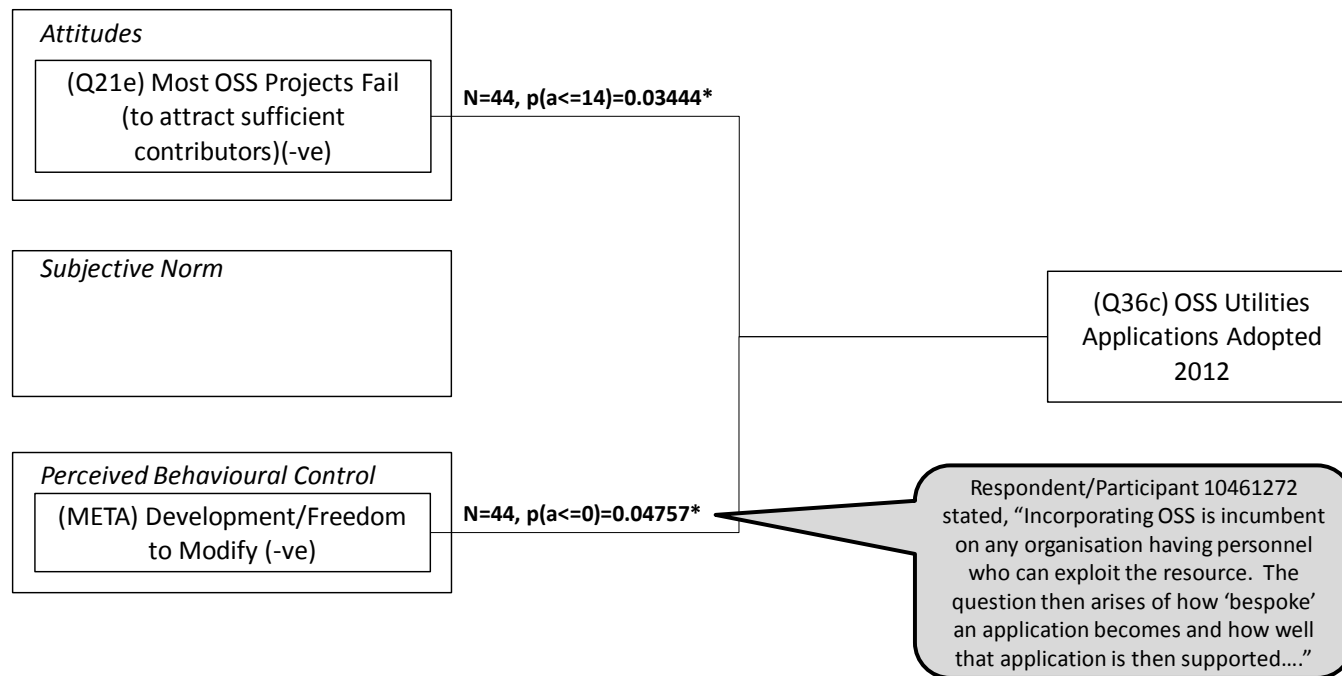 Attitudes
(Q21e) Most OSS Projects Fail
(to attract sufficient
contributors)(-ve)
N=44, p(a<=14)=0.03444*
Subjective Norm
(Q36c) OSS Utilities
Applications Adopted
2012
Perceived Behavioural Control
(META) Development/Freedom
to Modify (-ve)
N=44, p(a<=0)=0.04757*
Respondent/Participant 10461272
stated, “Incorporating OSS is incumbent
on any organisation having personnel
who can exploit the resource.  The
question then arises of how ‘bespoke’
an application becomes and how well
that application is then supported….”